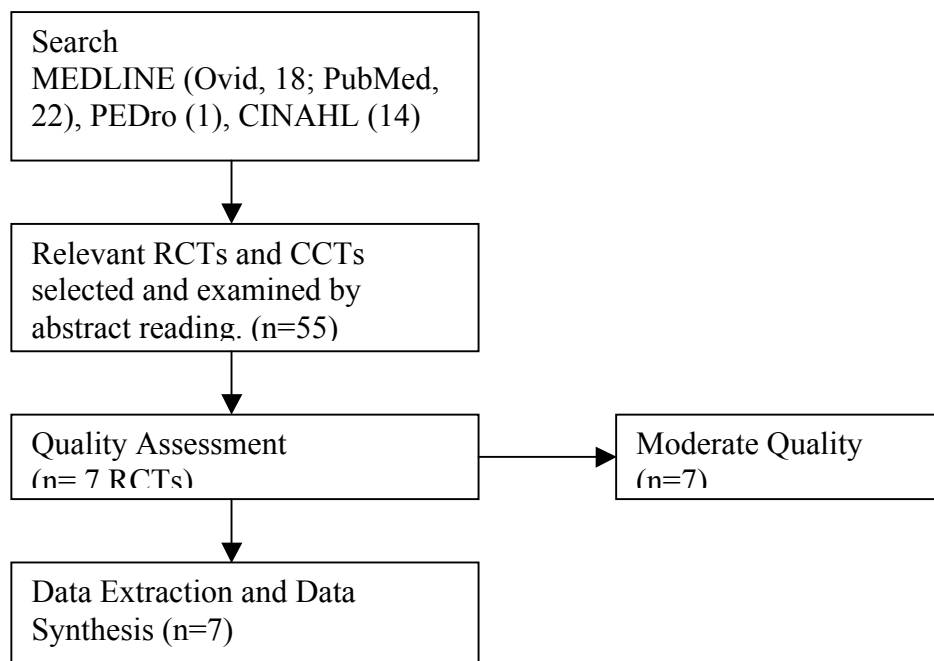 Search
MEDLINE (Ovid, 18; PubMed,
22), PEDro (1), CINAHL (14)
Relevant RCTs and CCTs
selected and examined by
abstract reading. (n=55)
Quality Assessment
(n= 7 RCTs)
Moderate Quality
(n=7)
Data Extraction and Data
Synthesis (n=7)